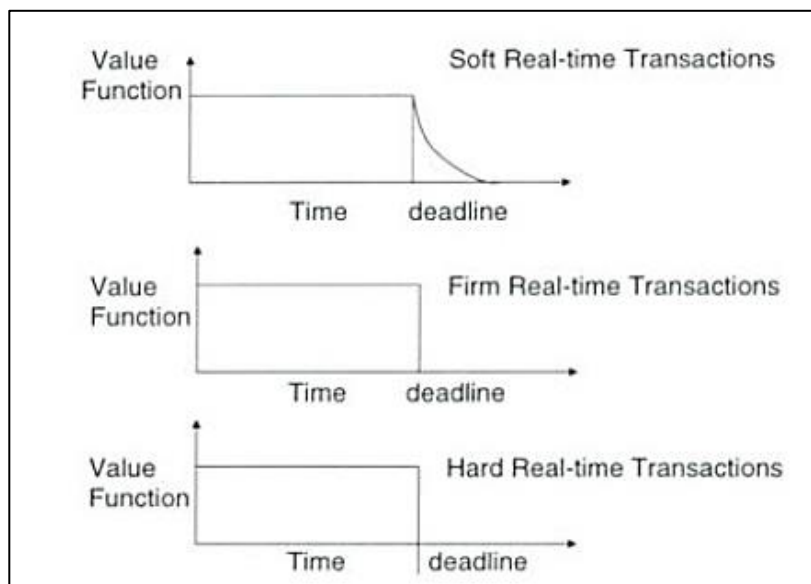 Value
Function
Soft Real-time Transactions
Time deadline
Value
Function
Firm Real-time Transactions
Time deadline
Value
Function
Hard Real-time Transactions
Time deadline